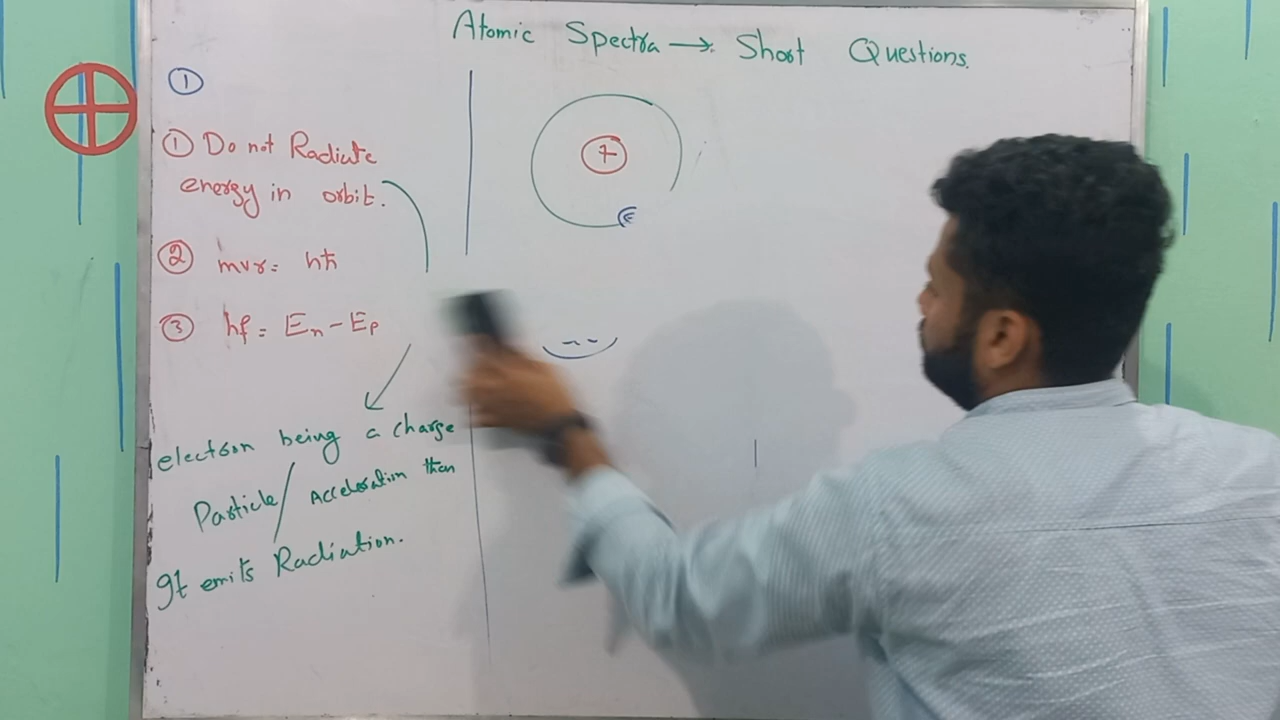 Atomic Spectra → Short Questions.
①
① Do not Radiate
energy in orbit.
② mvr = nħ
③ hf = En - Ep
electron being a charge
Particle/ Acceleration then
It emits Radiation.
+
e